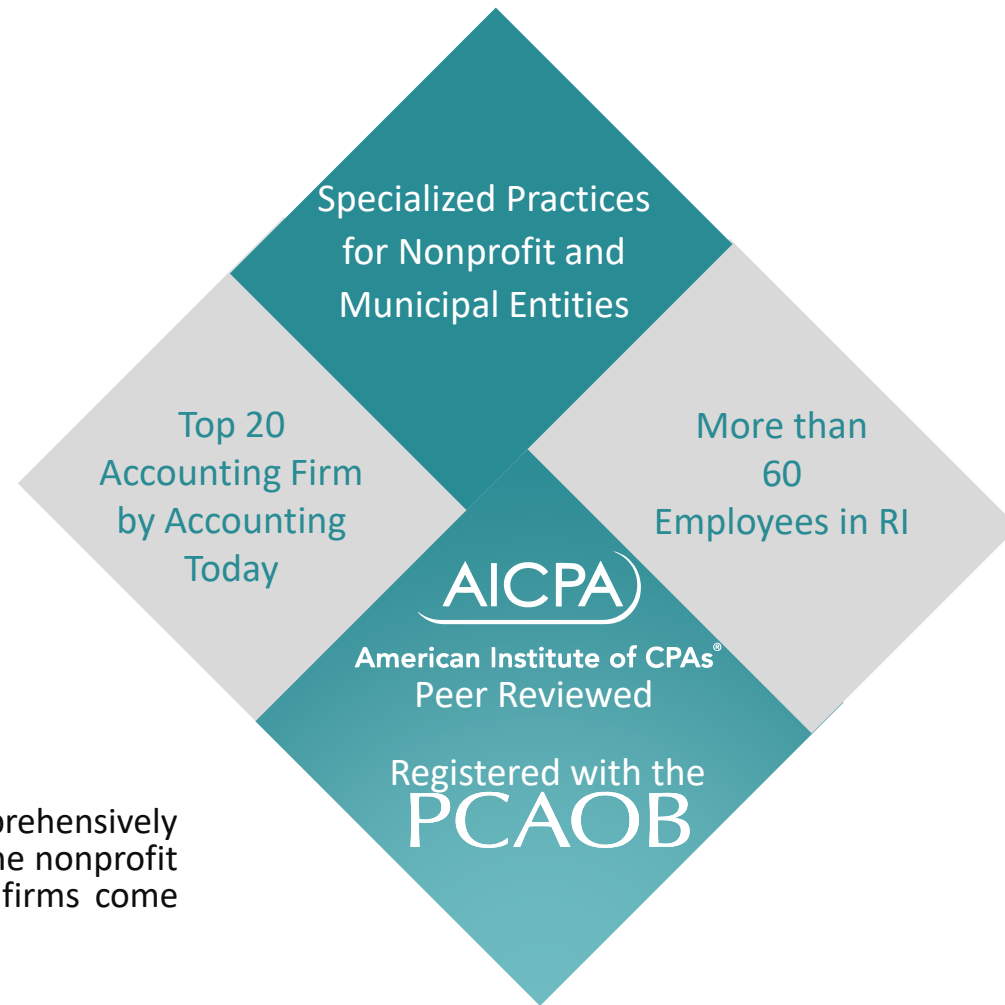 Specialized Practices
for Nonprofit and
Municipal Entities
Top 20
Accounting Firm
by Accounting
Today
More than
60
Employees in RI
AICPA
American Institute of CPAs®
Peer Reviewed
Registered with the
PCAOB
nonprofit
firms come